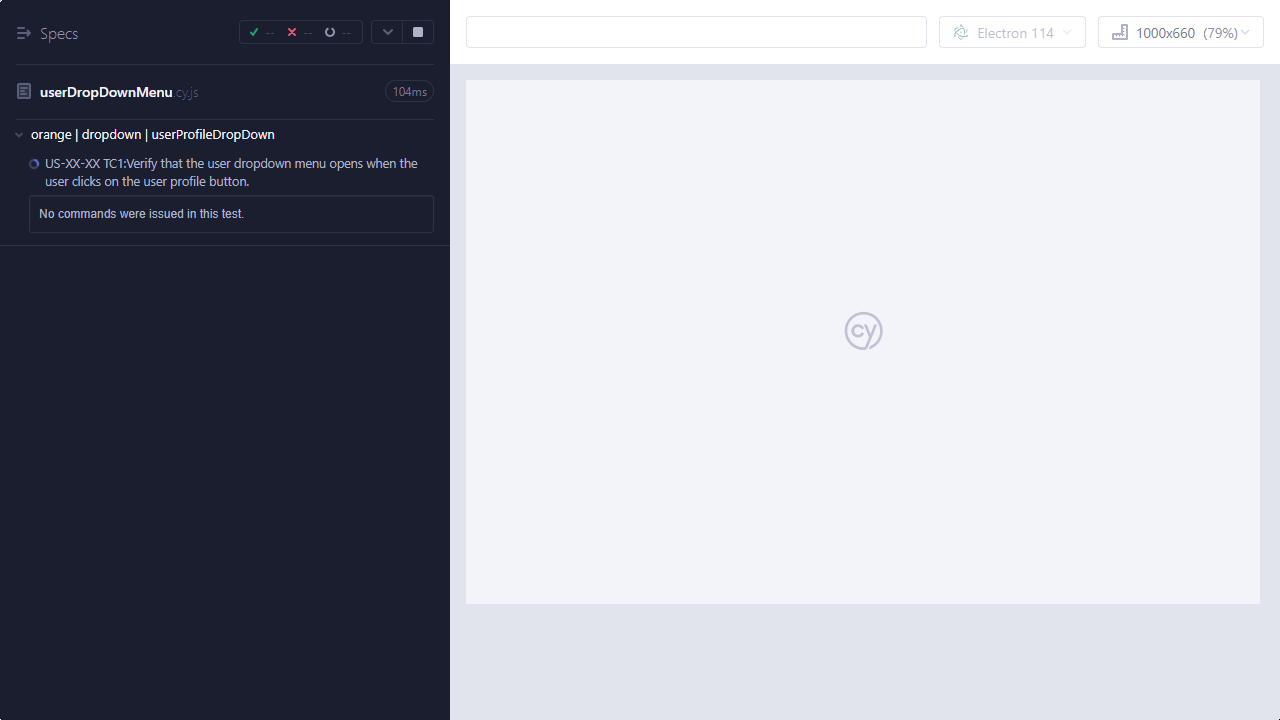 Specs
--
--
--
Electron 114
1000x660 (79%)
userDropDownMenu.cy.js
104ms
orange | dropdown | userProfileDropDown
US-XX-XX TC1:Verify that the user dropdown menu opens when the
user clicks on the user profile button.
No commands were issued in this test.
cy